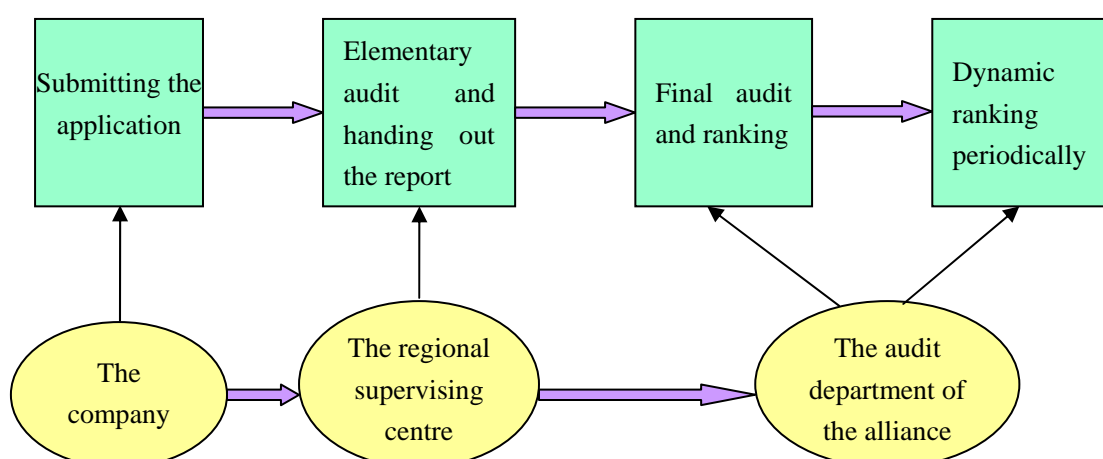 Submitting the
application
Elementary
audit and
handing out
the report
Final audit
and ranking
Dynamic
ranking
periodically
The
company
The regional
supervising
centre
The audit
department of
the alliance